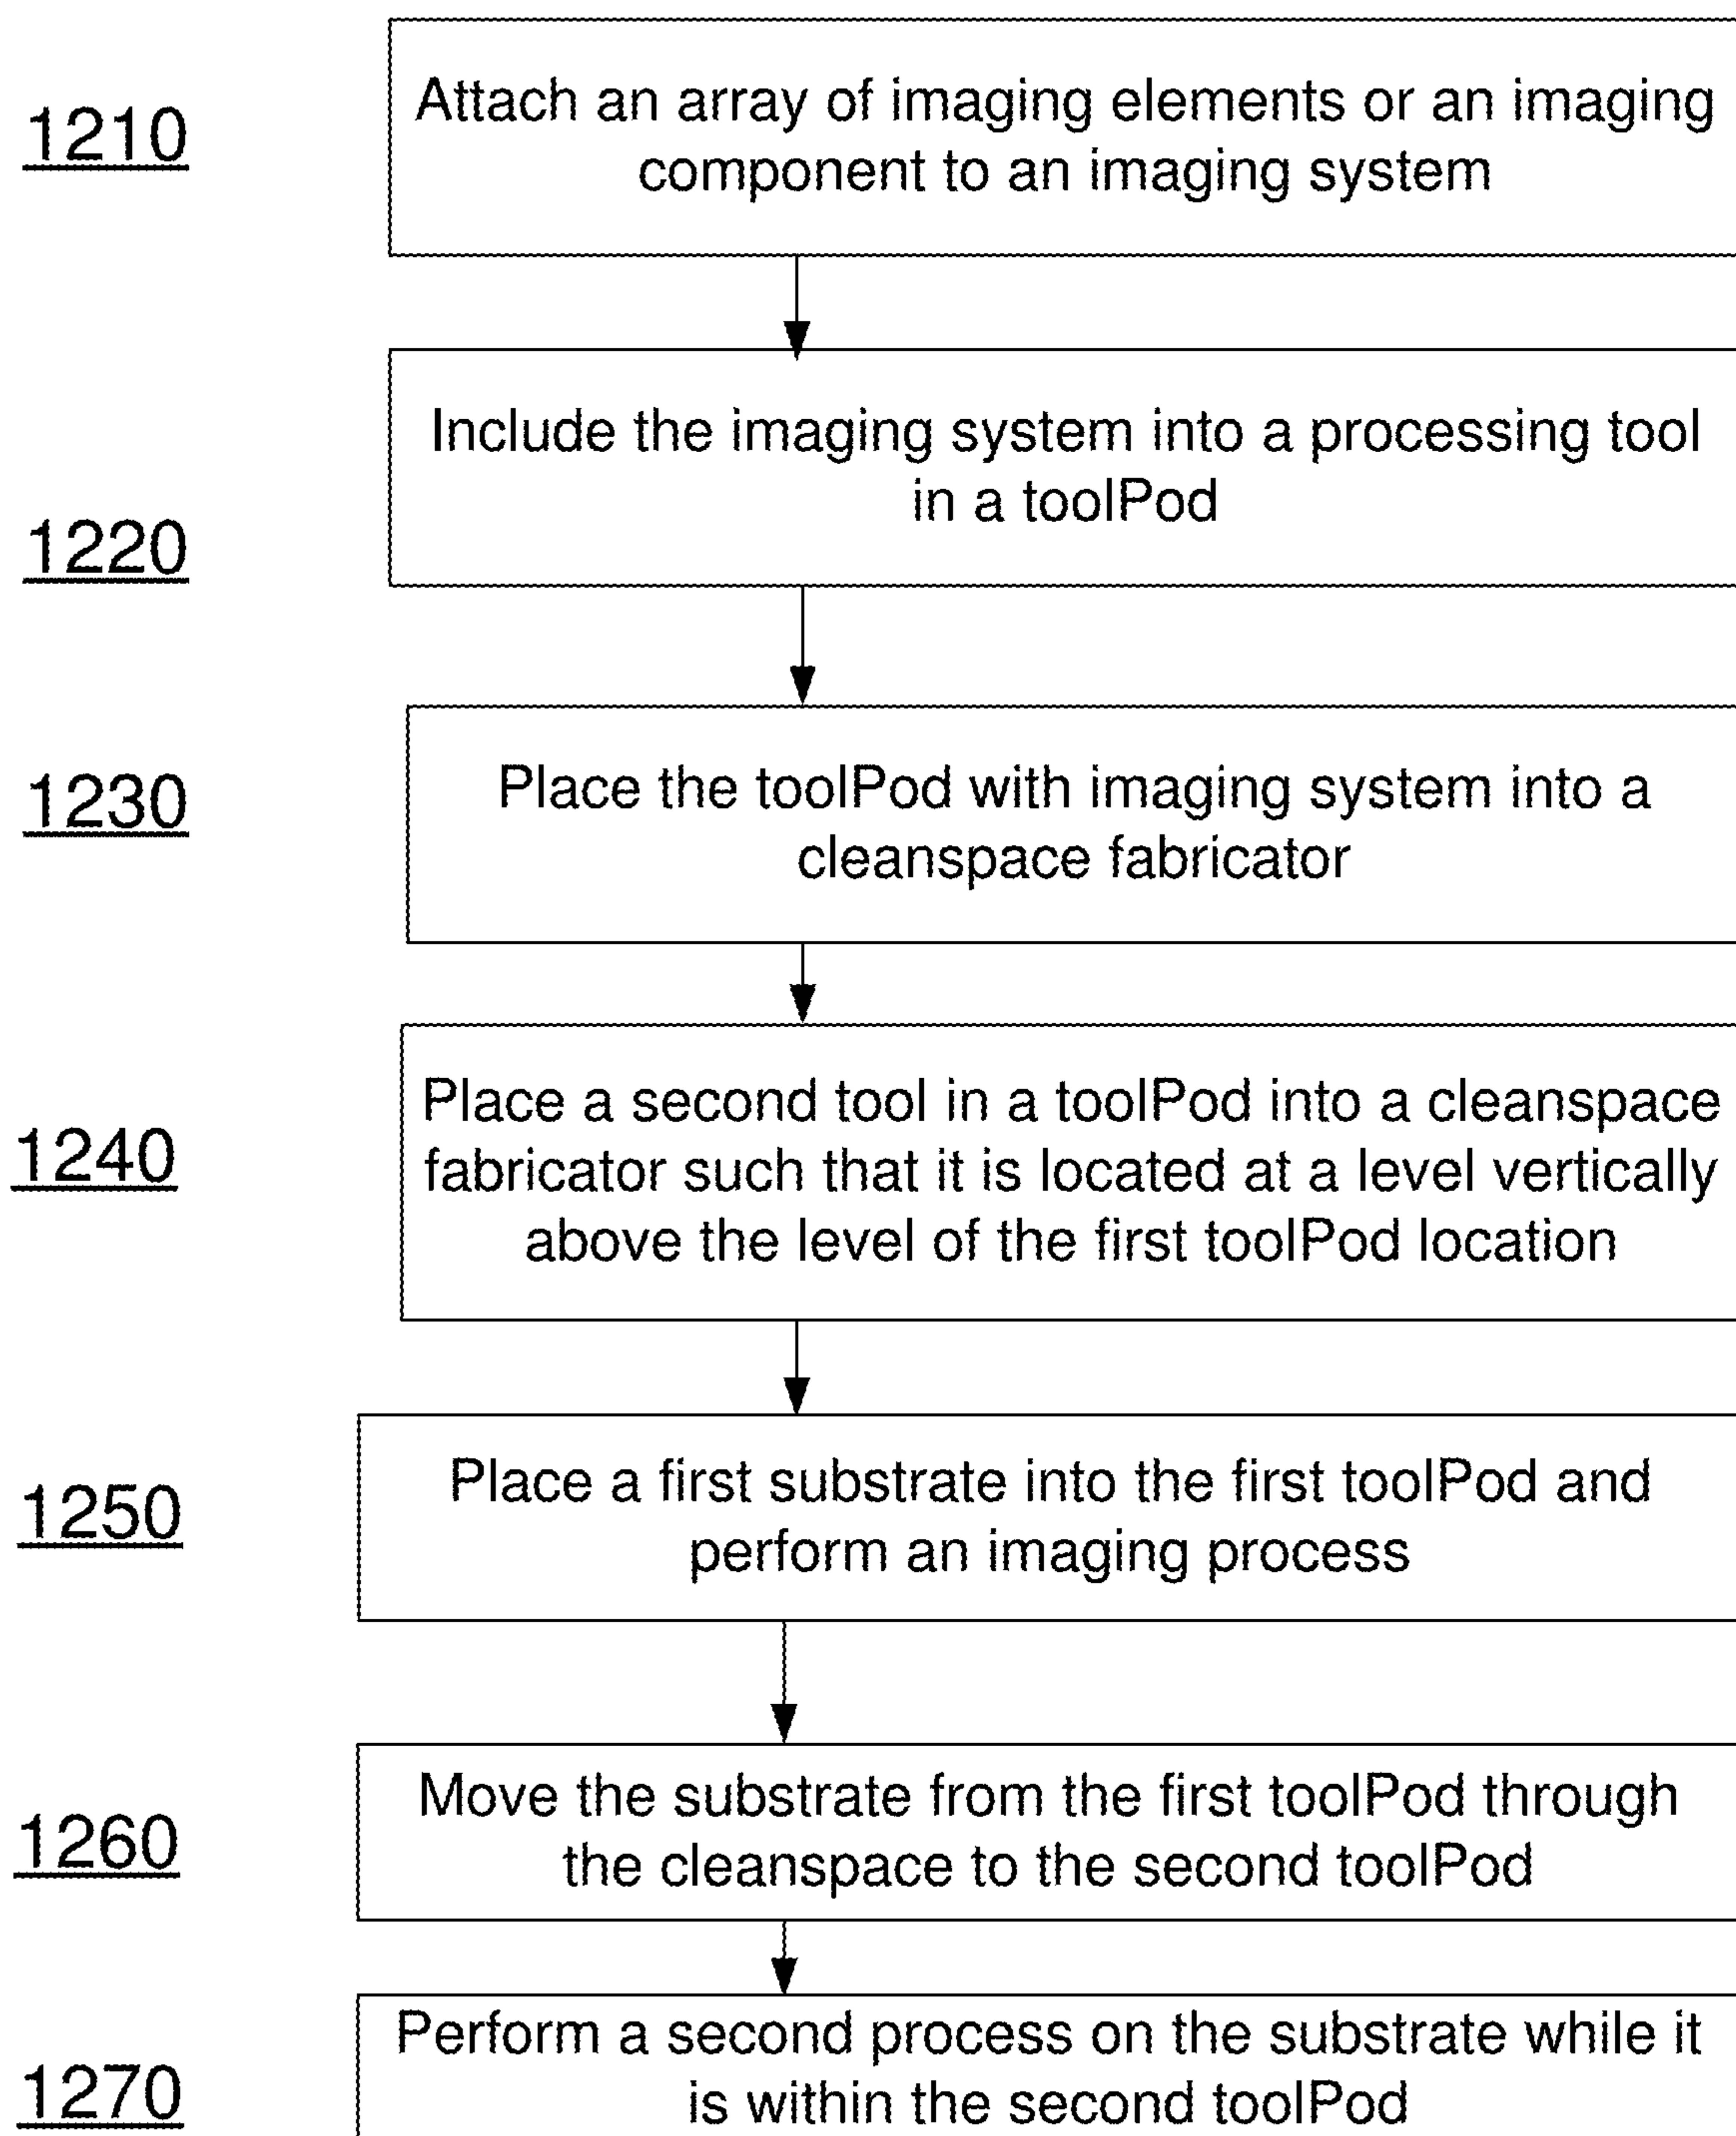 1210
Attach an array of imaging elements or an imaging
component to an imaging system
Include the imaging system into a processing tool
in a toolPod
1220
Place the toolPod with imaging system into a
cleanspace fabricator
1230
Place a second tool in a toolPod into a cleanspace
fabricator such that it is located at a level vertically
above the level of the first toolPod location
1240
Place a first substrate into the first toolPod and
perform an imaging process
1250
Move the substrate from the first toolPod through
the cleanspace to the second toolPod
1260
Perform a second process on the substrate while it
is within the second toolPod
1270